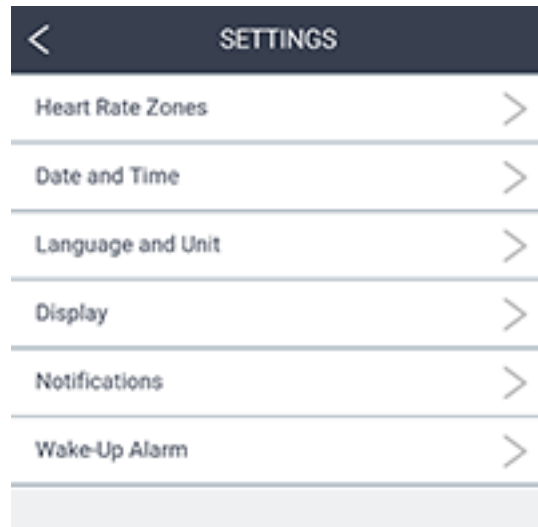 SETTINGS
Heart Rate Zones
Date and Time
Language and Unit
Display
Notifications
Wake-Up Alarm